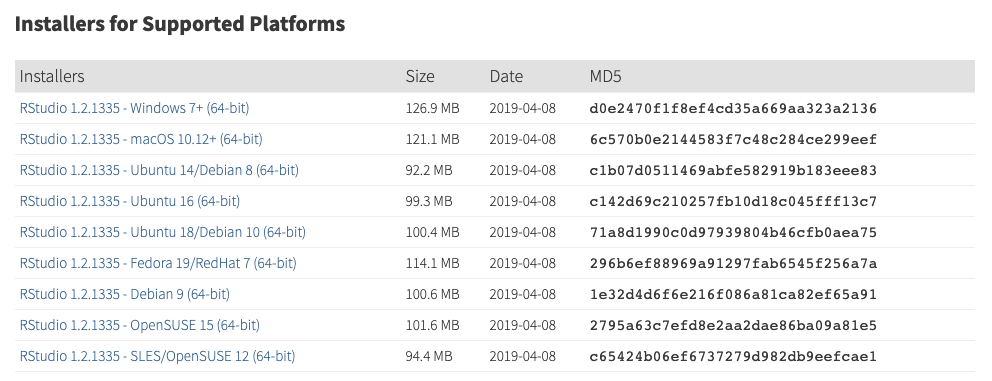 Installers for Supported Platforms
Installers Size Date MD5
RStudio 1.2.1335 - Windows 7+ (64-bit) 126.9 MB 2019-04-08 d0e2470f1f8ef4cd35a669aa323a2136
RStudio 1.2.1335 - macOS 10.12+ (64-bit) 121.1 MB 2019-04-08 6c570b0e2144583f7c48c284ce299eef
RStudio 1.2.1335 - Ubuntu 14/Debian 8 (64-bit) 92.2 MB 2019-04-08 c1b07d0511469abfe582919b183eee83
RStudio 1.2.1335 - Ubuntu 16 (64-bit) 99.3 MB 2019-04-08 c142d69c210257fb10d18c045fff13c7
RStudio 1.2.1335 - Ubuntu 18/Debian 10 (64-bit) 100.4 MB 2019-04-08 71a8d1990c0d97939804b46cfb0aea75
RStudio 1.2.1335 - Fedora 19/RedHat 7 (64-bit) 114.1 MB 2019-04-08 296b6ef88969a91297fab6545f256a7a
RStudio 1.2.1335 - Debian 9 (64-bit) 100.6 MB 2019-04-08 1e32d4d6f6e216f086a81ca82ef65a91
RStudio 1.2.1335 - OpenSUSE 15 (64-bit) 101.6 MB 2019-04-08 2795a63c7efd8e2aa2dae86ba09a81e5
RStudio 1.2.1335 - SLES/OpenSUSE 12 (64-bit) 94.4 MB 2019-04-08 c65424b06ef6737279d982db9eefcae1